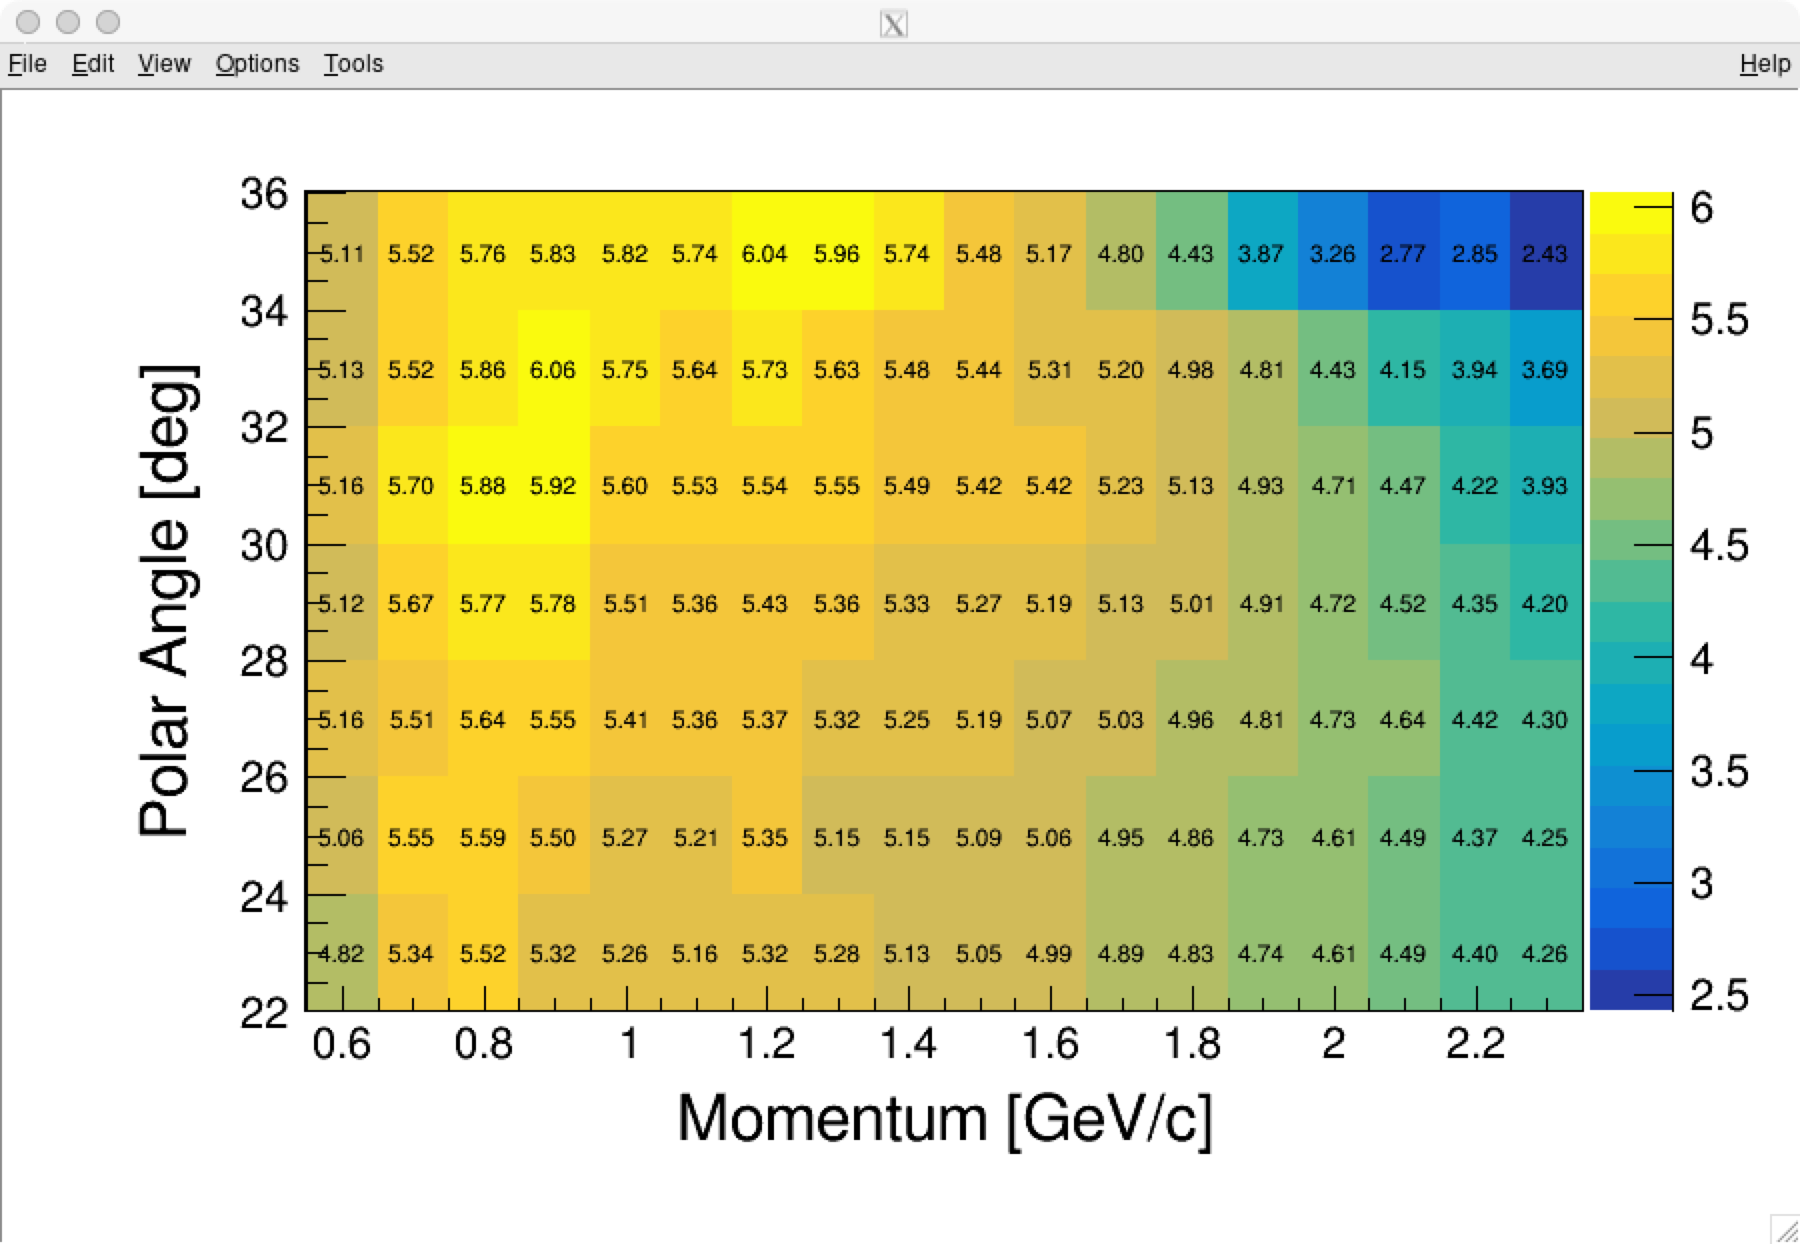 File Edit View Options Tools Help
36
5.11 5.52 5.76 5.83 5.82 5.74 6.04 5.96 5.74 5.48 5.17 4.80 4.43 3.87 3.26 2.77 2.85 2.43
34
5.13 5.52 5.86 6.06 5.75 5.64 5.73 5.63 5.48 5.44 5.31 5.20 4.98 4.81 4.43 4.15 3.94 3.69
32
5.16 5.70 5.88 5.92 5.60 5.53 5.54 5.55 5.49 5.42 5.42 5.23 5.13 4.93 4.71 4.47 4.22 3.93
30
5.12 5.67 5.77 5.78 5.51 5.36 5.43 5.36 5.33 5.27 5.19 5.13 5.01 4.91 4.72 4.52 4.35 4.20
28
5.16 5.51 5.64 5.55 5.41 5.36 5.37 5.32 5.25 5.19 5.07 5.03 4.96 4.81 4.73 4.64 4.42 4.30
26
5.06 5.55 5.59 5.50 5.27 5.21 5.35 5.15 5.15 5.09 5.06 4.95 4.86 4.73 4.61 4.49 4.37 4.25
24
4.82 5.34 5.52 5.32 5.26 5.16 5.32 5.28 5.13 5.05 4.99 4.89 4.83 4.74 4.61 4.49 4.40 4.26
22
0.6 0.8 1 1.2 1.4 1.6 1.8 2 2.2
Momentum [GeV/c]
Polar Angle [deg]
6
5.5
5
4.5
4
3.5
3
2.5